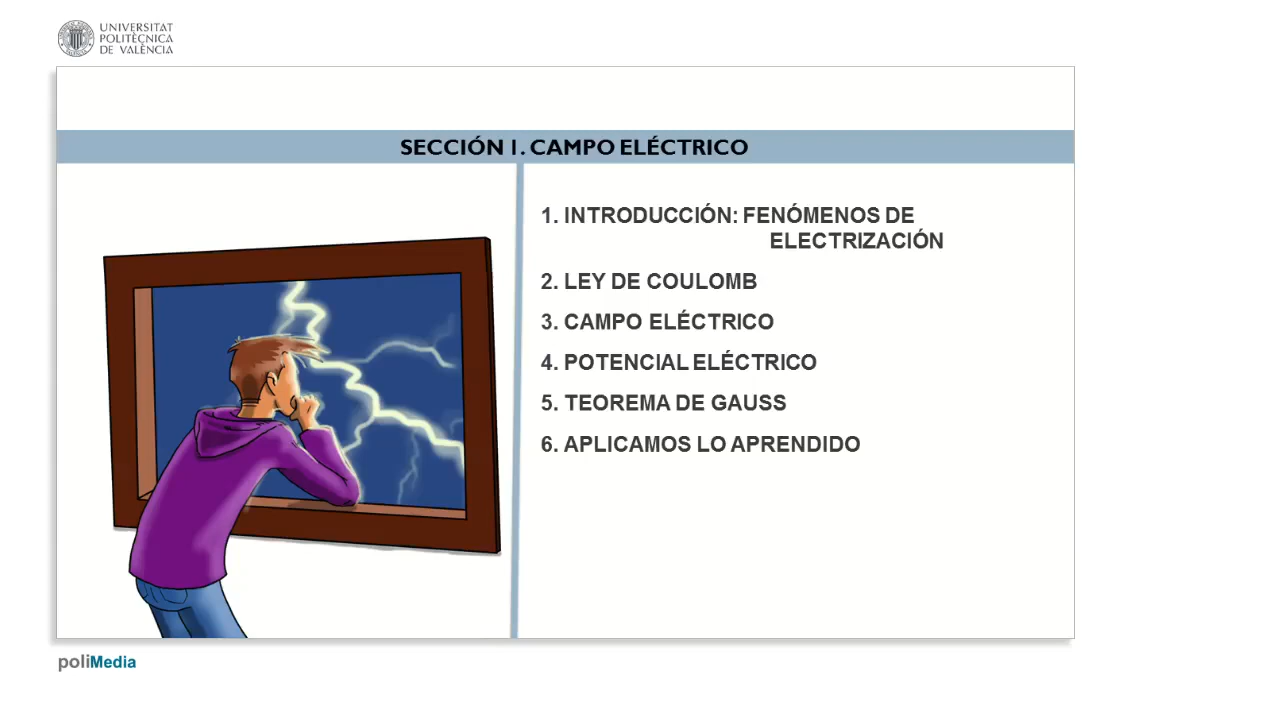 UNIVERSITAT
POLITÈCNICA
DE VALÈNCIA
SECCIÓN 1. CAMPO ELÉCTRICO
1. INTRODUCCIÓN: FENÓMENOS DE
ELECTRIZACIÓN
2. LEY DE COULOMB
3. CAMPO ELÉCTRICO
4. POTENCIAL ELÉCTRICO
5. TEOREMA DE GAUSS
6. APLICAMOS LO APRENDIDO
poliMedia